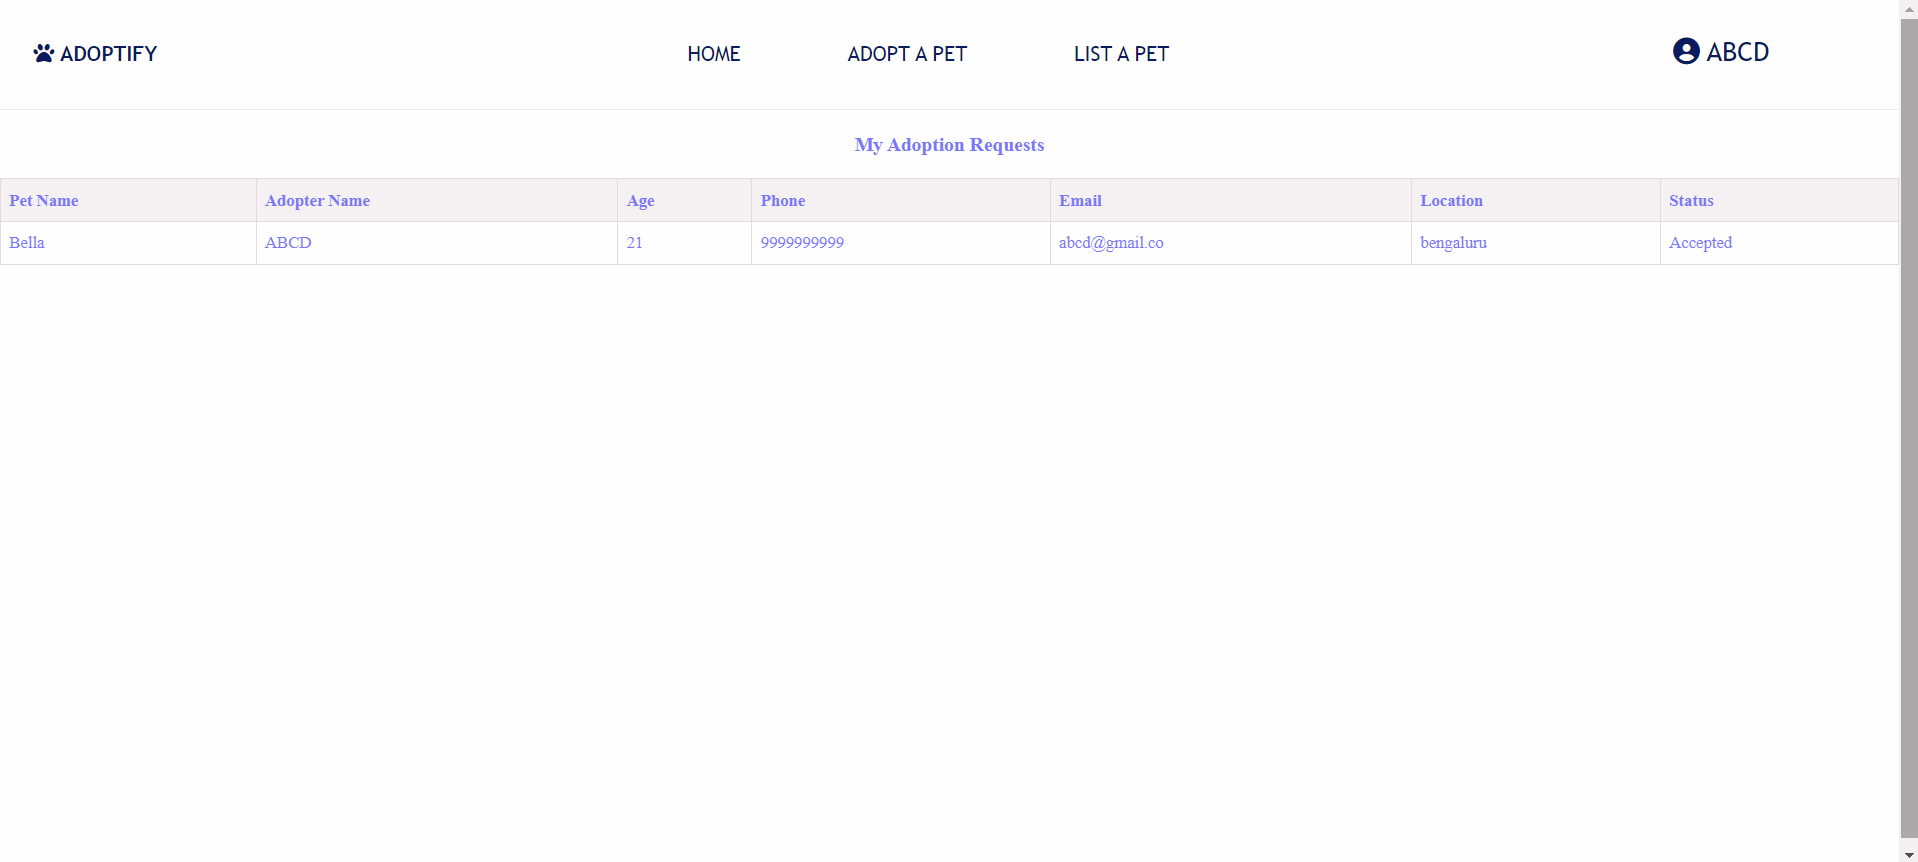 ADOPTIFY HOME ADOPT A PET LIST A PET ABCD
My Adoption Requests
Pet Name Adopter Name Age Phone Email Location Status
Bella ABCD 21 9999999999 abcd@gmail.co bengaluru Accepted